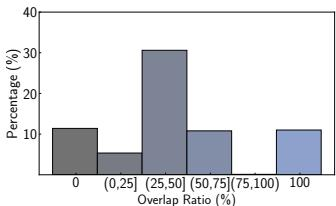 40
30
20
10
Percentage (%)
0 (0,25] (25,50] (50,75] (75,100) 100
Overlap Ratio (%)